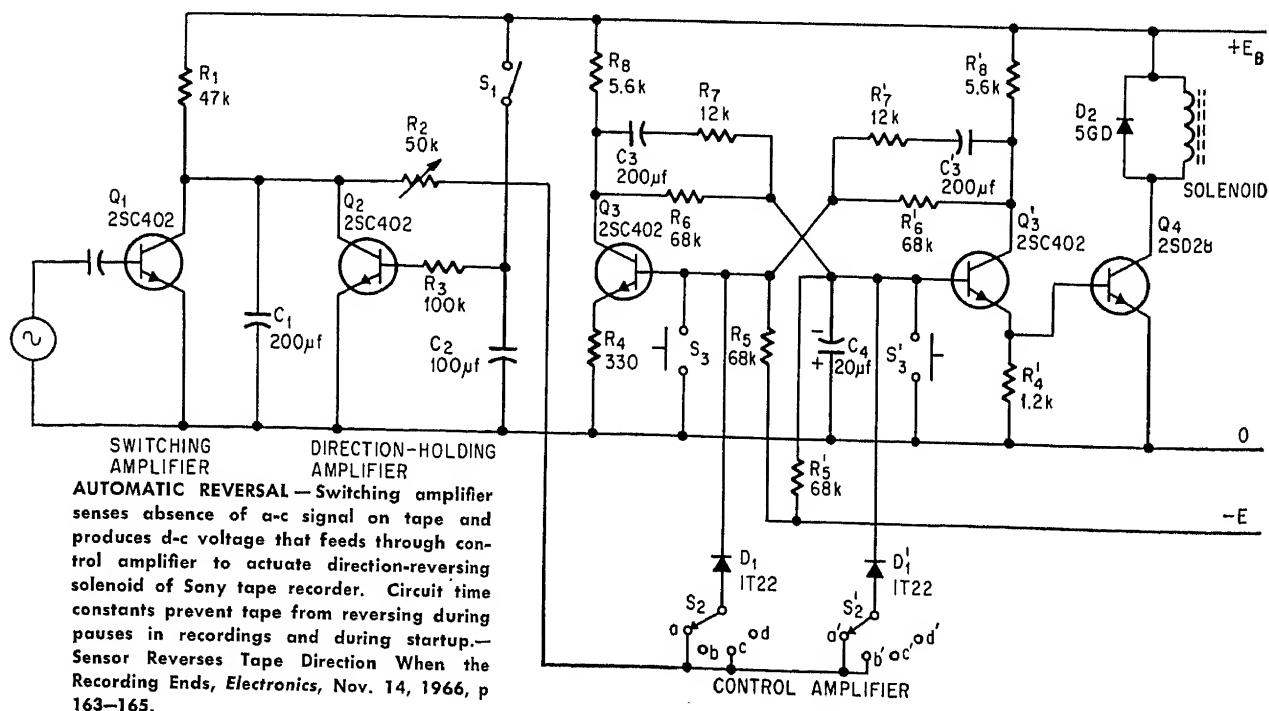 +E_B
R1
47k
S1
R2
50k
R8
5.6k
R7
12k
C3
200µf
R6
68k
R'7
12k
C'3
200µf
R'6
68k
R'8
5.6k
D2
5GD
SOLENOID
Q1
2SC402
Q2
2SC402
Q3
2SC402
Q'3
2SC402
Q4
2SD28
R3
100k
C1
200µf
C2
100µf
R4
330
S3
R5
68k
C4
20µf
-
+
S'3
R'4
1.2k
R'5
68k
O
-E
SWITCHING
AMPLIFIER
DIRECTION-HOLDING
AMPLIFIER
D1
IT22
D'1
IT22
S2
a
b
c
d
S'2
a'
b'
c'
d'
CONTROL AMPLIFIER
AUTOMATIC REVERSAL—Switching amplifier
senses absence of a-c signal on tape and
produces d-c voltage that feeds through con-
trol amplifier to actuate direction-reversing
solenoid of Sony tape recorder. Circuit time
constants prevent tape from reversing during
pauses in recordings and during startup.—
Sensor Reverses Tape Direction When the
Recording Ends, Electronics, Nov. 14, 1966, p
163–165.